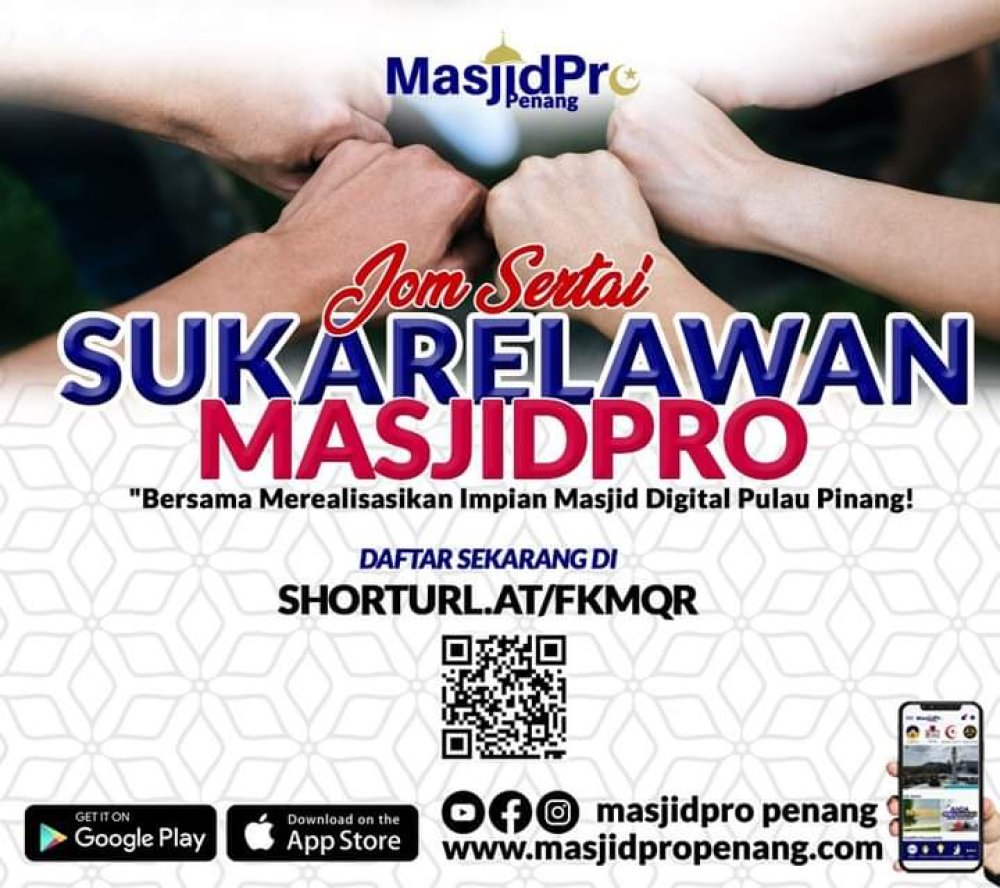 MasjidPro
Penang
Jom Sertai
SUKARELAWAN
MASJIDPRO
"Bersama Merealisasikan Impian Masjid Digital Pulau Pinang!
DAFTAR SEKARANG DI
SHORTURL.AT/FKMQR
GET IT ON
Google Play
Download on the
App Store
masjidpro penang
www.masjidpropenang.com
MasjidPro